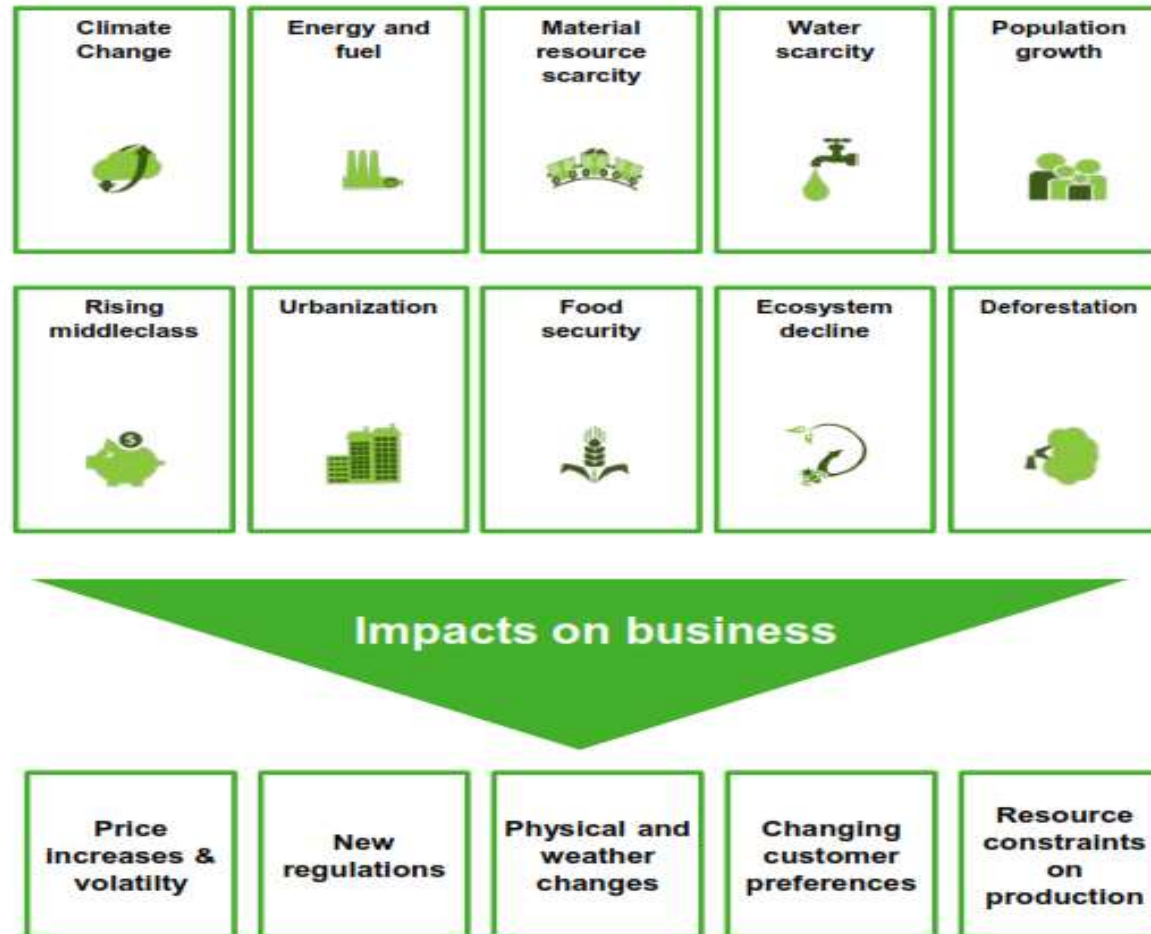 Climate
Change
Energy and
fuel
Material
resource
scarcity
Water
scarcity
Population
growth
Rising
middleclass
Urbanization
Food
security
Ecosystem
decline
Deforestation
$
Impacts on business
Price
increases &
volatilty
New
regulations
Physical and
weather
changes
Changing
customer
preferences
Resource
constraints
on
production